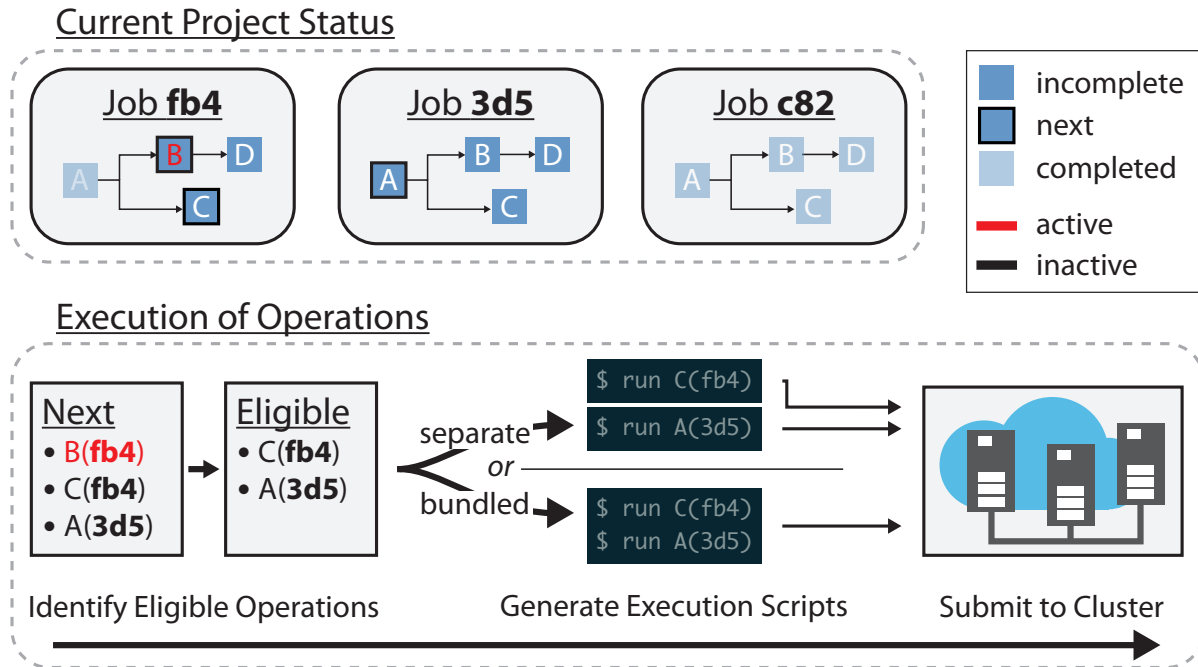 Current Project Status
Job fb4
Job 3d5
Job c82
A
B
D
C
A
B
D
C
A
B
D
C
incomplete
next
completed
active
inactive
Execution of Operations
Next
• B(fb4)
• C(fb4)
• A(3d5)
Eligible
• C(fb4)
• A(3d5)
separate
or
bundled
$ run C(fb4)
$ run A(3d5)
$ run C(fb4)
$ run A(3d5)
Identify Eligible Operations
Generate Execution Scripts
Submit to Cluster